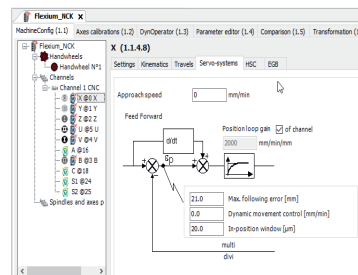 Flexium_NCK x
MachineConfig (1.1) Axes calibrations (1.2) DynOperator (1.3) Parameter editor (1.4) Comparison (1.5) Transformation (1
Flexium_NCK
Handwheels
Handwheel N°1
Channels
Channel 1 CNC
X @0 X
Y @1 Y
Z @2 Z
U @5 U
V @4 V
A @16
B @3 B
C @18
S1 @24
S2 @25
Spindles and axes p
X (1.1.4.8)
Settings Kinematics Travels Servo-systems HSC EGB
Approach speed 0 mm/min
Feed Forward
Position loop gain of channel
2000 mm/min/mm
d/dt
εp
21.0 Max. following error [mm]
0.0 Dynamic movement control [mm/min]
20.0 In-position window [µm]
multi
divi